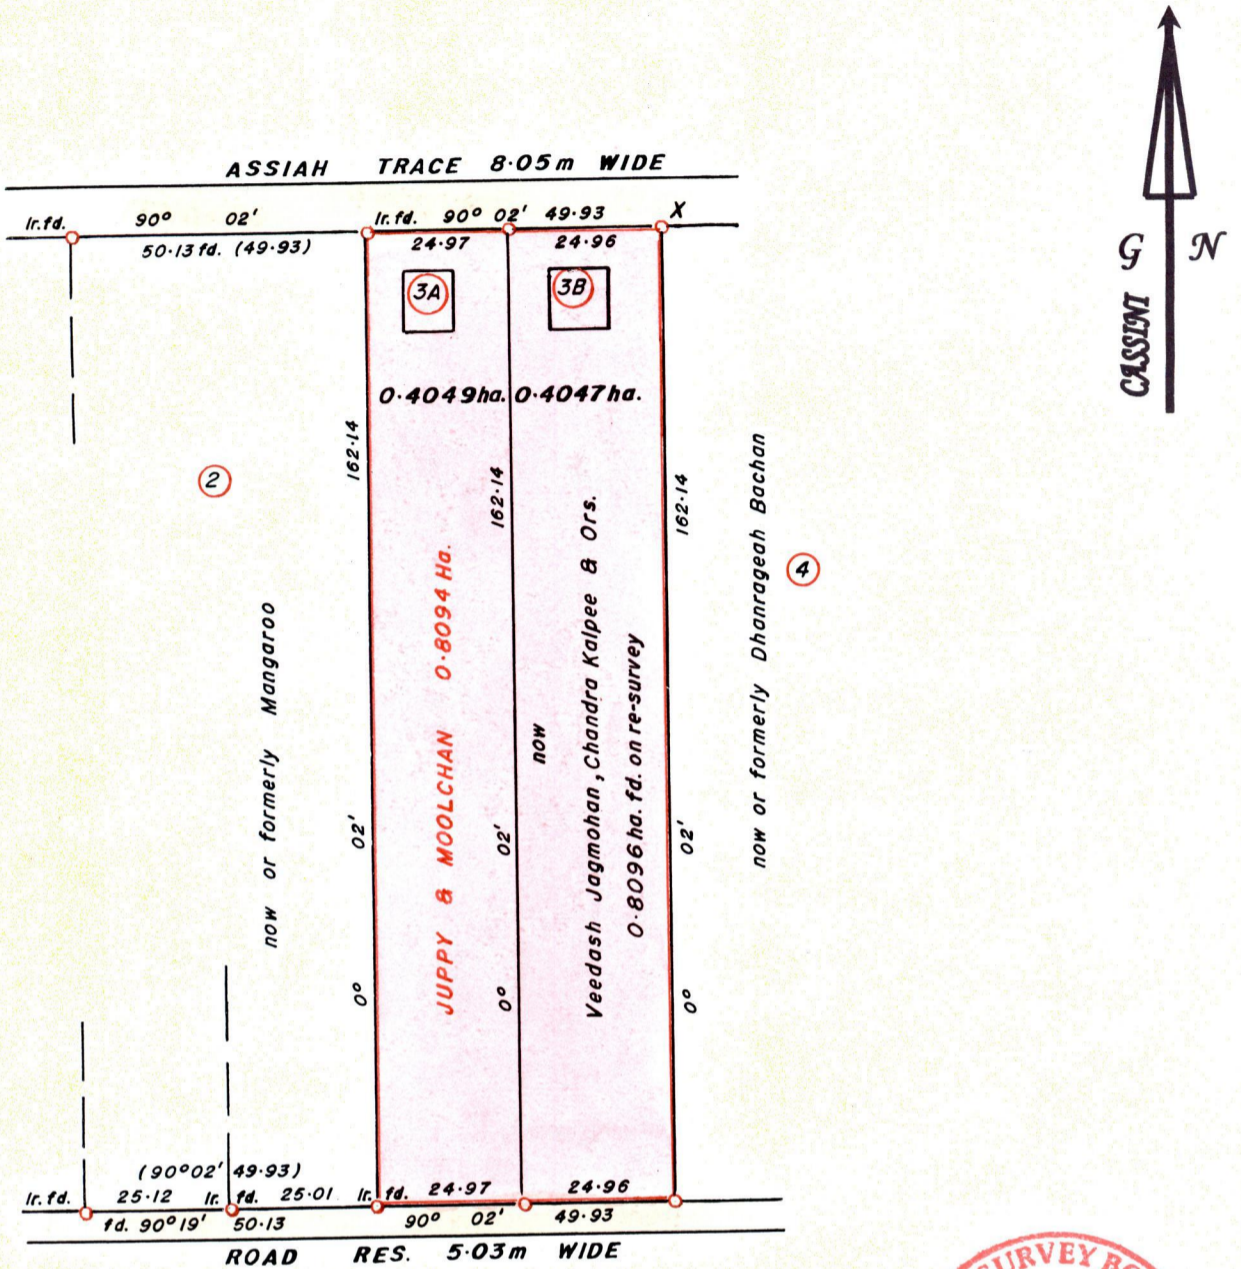 ASSIAH TRACE 8·05m WIDE
Ir.fd. 90° 02' Ir.fd. 90° 02' 49·93 X
50·13 fd. (49·93) 24·97 24·96
3A 3B
0·4049ha. 0·4047ha.
G N
CASSINI
162·14
162·14
162·14
2
4
now or formerly Mangaroo
JUPPY & MOOLCHAN 0·8094 Ha.
now
Veedash Jagmohan, Chandra Kalpee & Ors.
0·8096 ha. fd. on re-survey
now or formerly Dhanrageah Bachan
0° 02'
0° 02'
0° 02'
(90°02' 49·93)
Ir. fd. 25·12 Ir. fd. 25·01 Ir. fd. 24·97 24·96
fd. 90°19' 50·13 90° 02' 49·93
ROAD RES. 5·03m WIDE
SURVEY